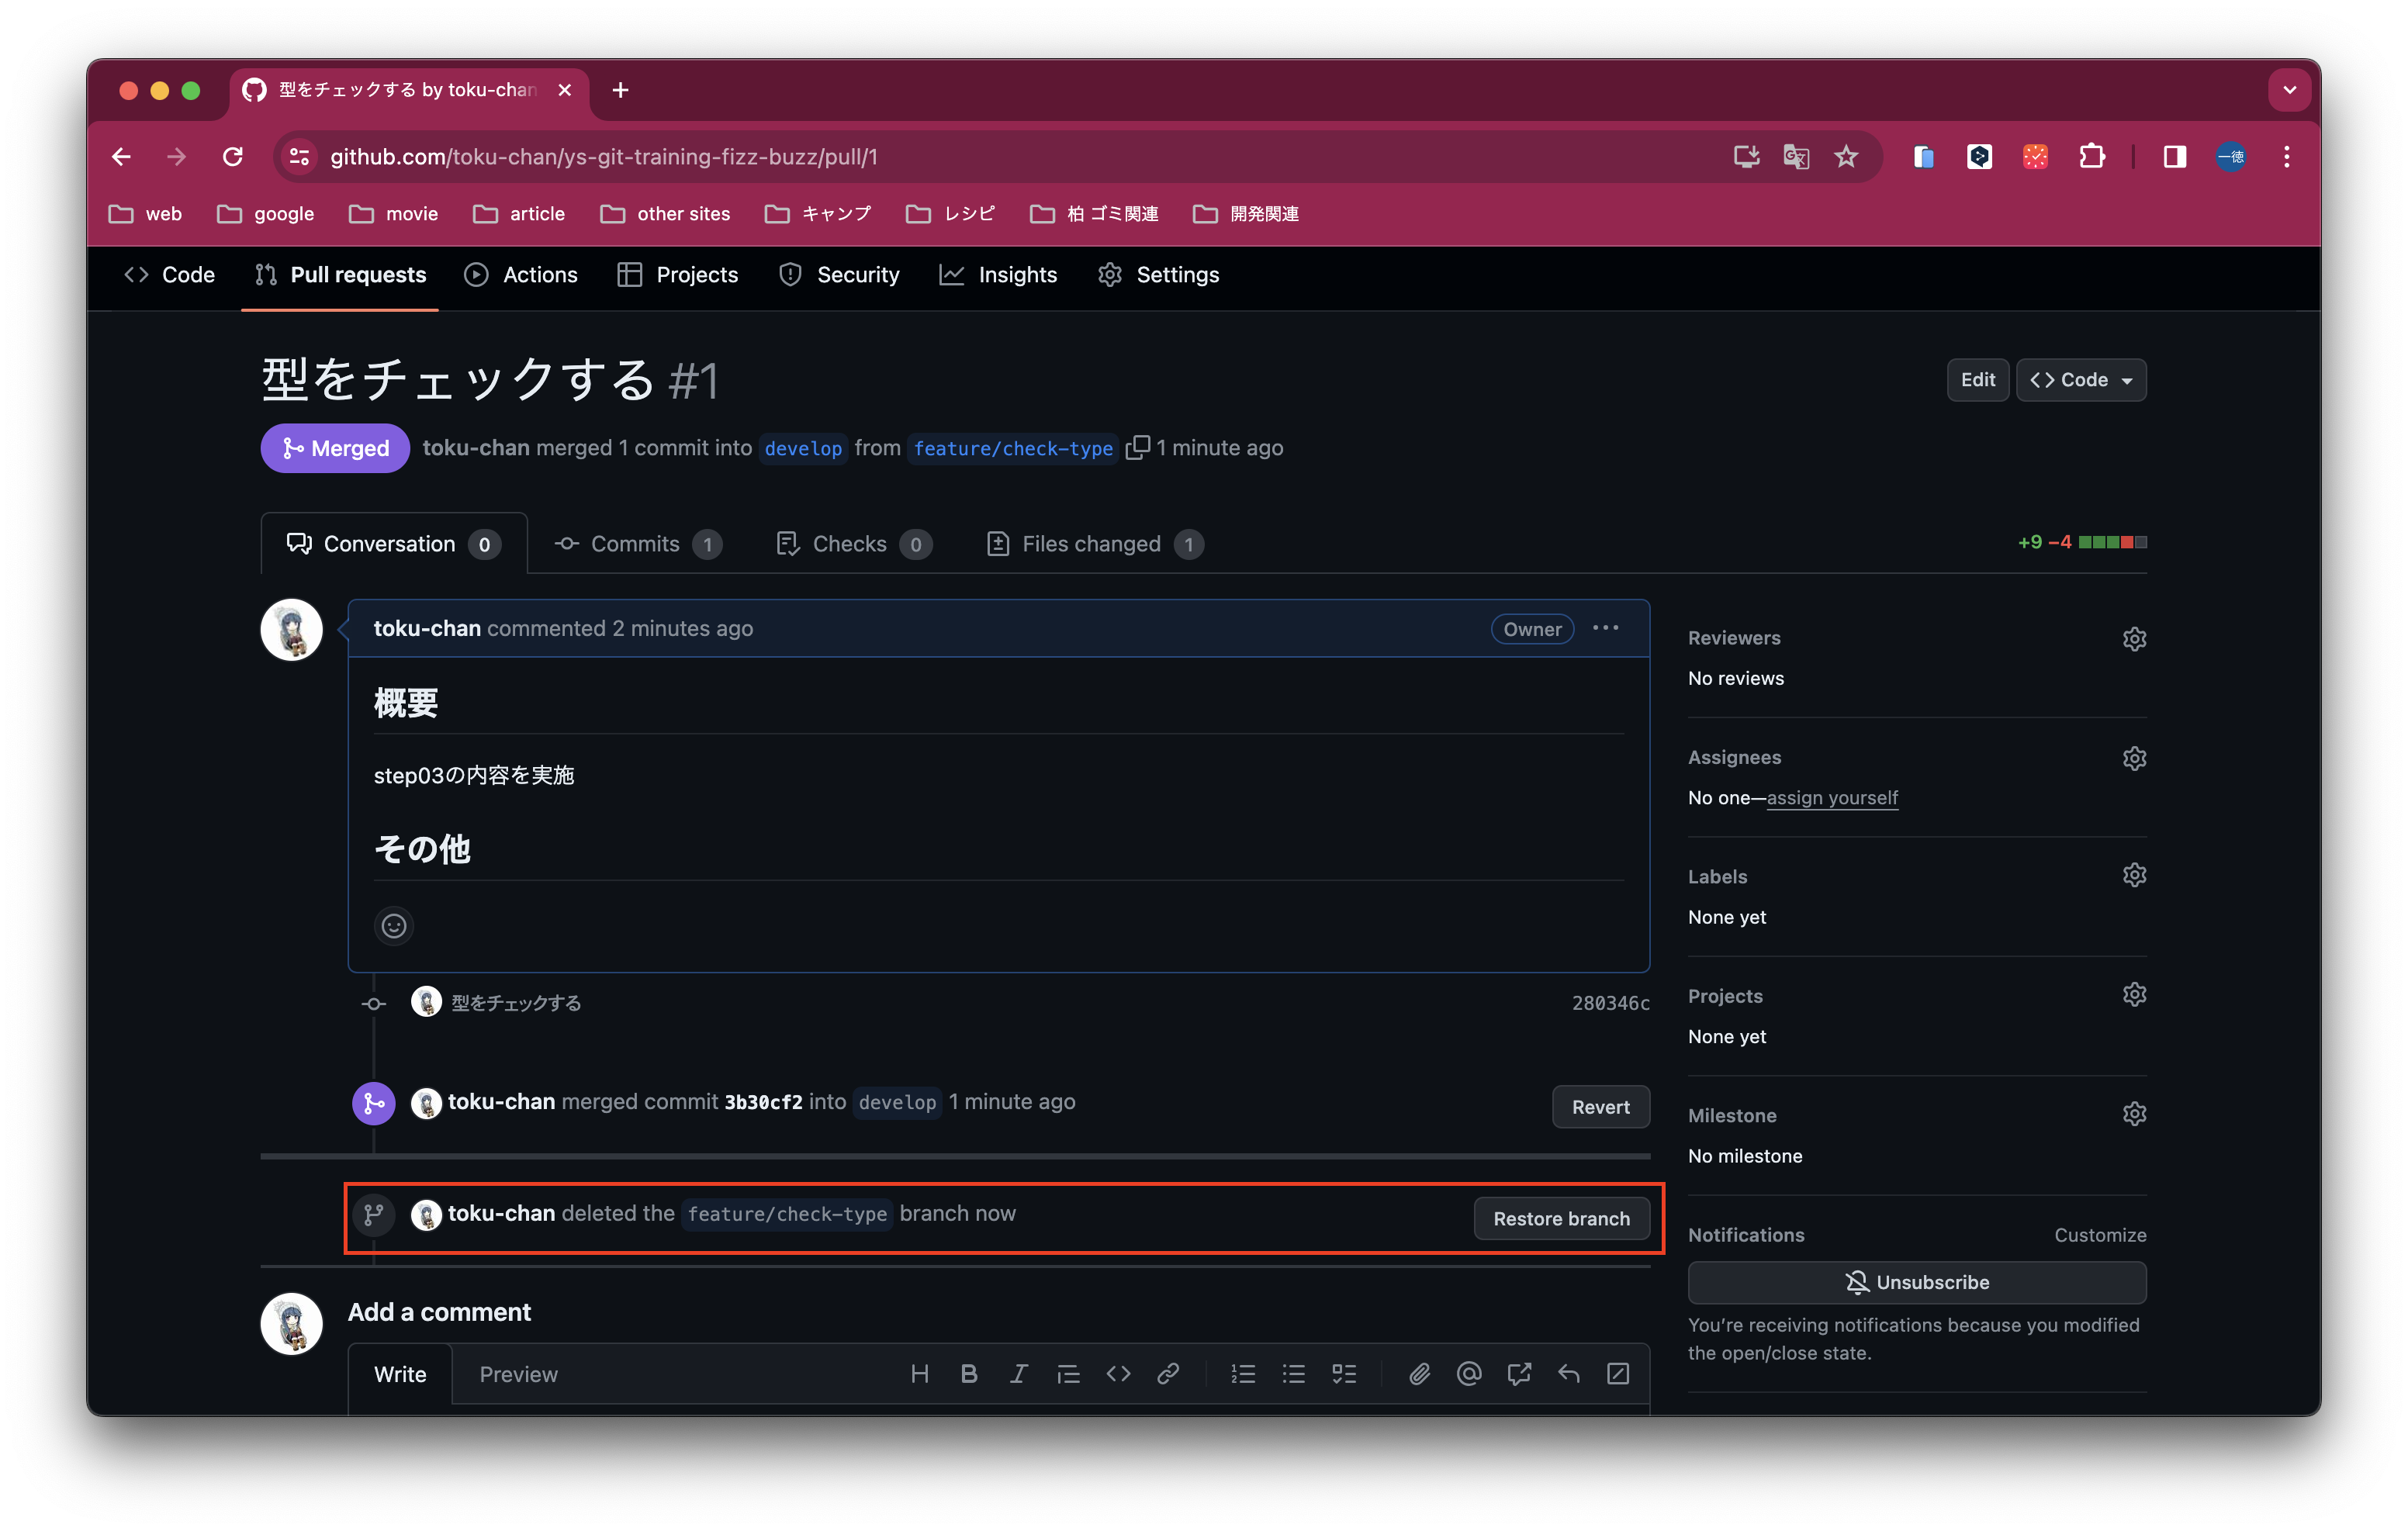 型をチェックする by toku-chan
github.com/toku-chan/ys-git-training-fizz-buzz/pull/1
一徳
web google movie article other sites キャンプ レシピ 柏 ゴミ関連 開発関連
Code Pull requests Actions Projects Security Insights Settings
型をチェックする #1
Edit Code
Merged toku-chan merged 1 commit into develop from feature/check-type 1 minute ago
Conversation 0 Commits 1 Checks 0 Files changed 1 +9 −4
toku-chan commented 2 minutes ago Owner
概要
step03の内容を実施
その他
型をチェックする 280346c
toku-chan merged commit 3b30cf2 into develop 1 minute ago Revert
toku-chan deleted the feature/check-type branch now Restore branch
Add a comment
Write Preview
Reviewers
No reviews
Assignees
No one—assign yourself
Labels
None yet
Projects
None yet
Milestone
No milestone
Notifications Customize
Unsubscribe
You’re receiving notifications because you modified
the open/close state.